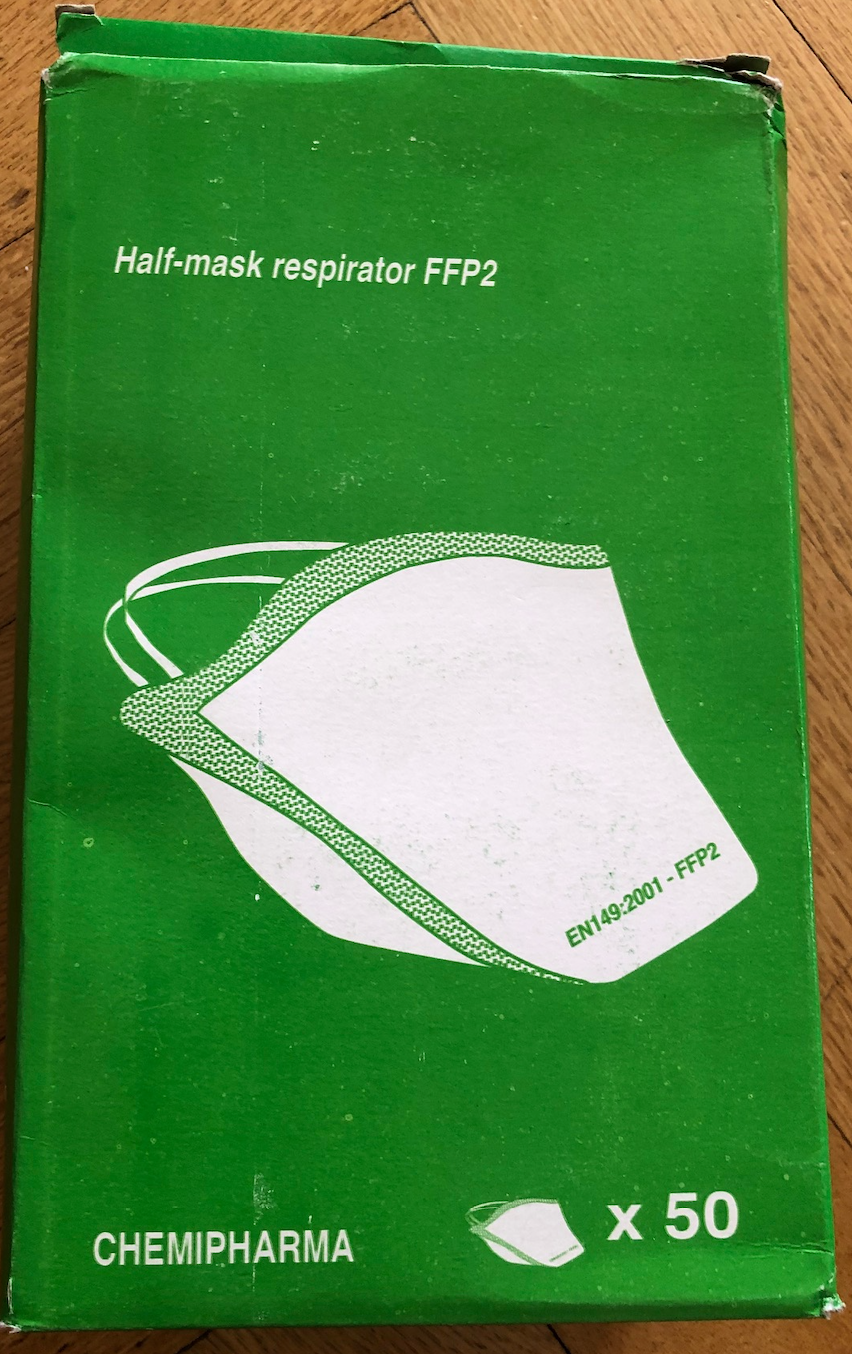 Half-mask respirator FFP2
EN149:2001 - FFP2
CHEMIPHARMA
x 50